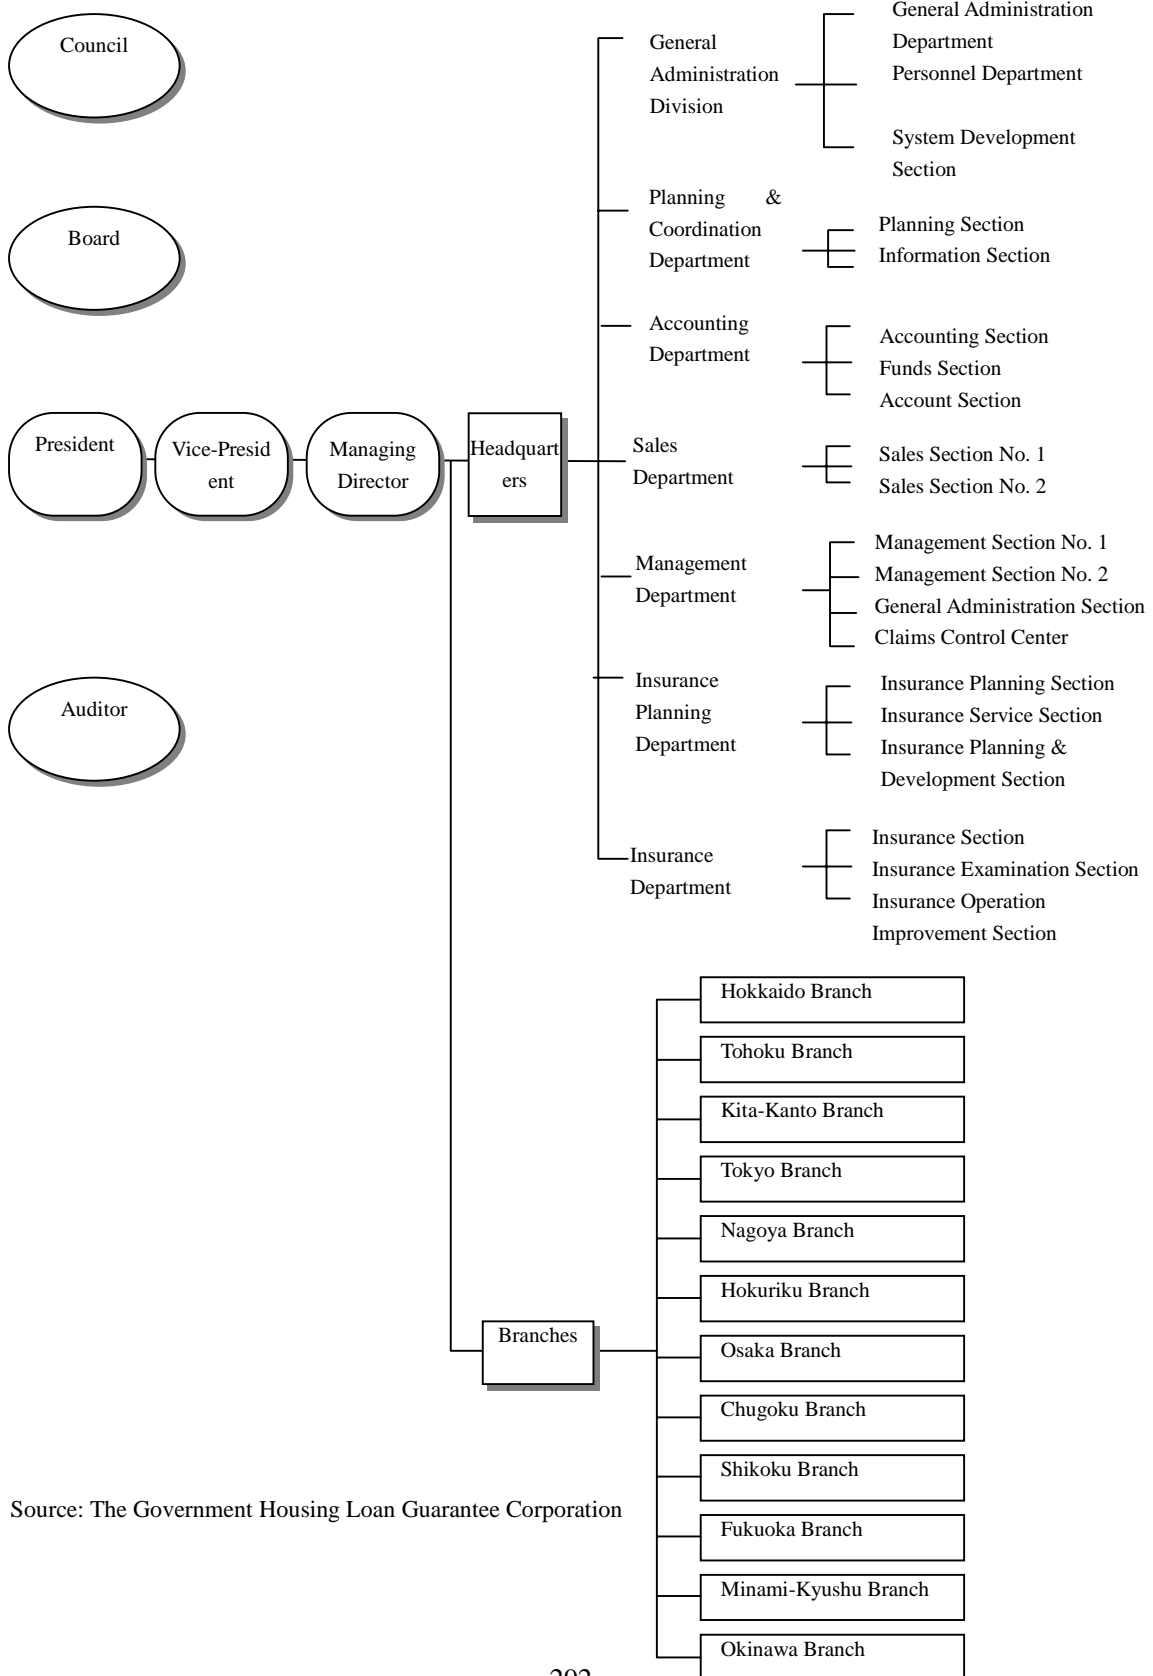 Council
Board
President
Vice-Presid
ent
Managing
Director
Headquart
ers
Auditor
General
Administration
Division
General Administration
Department
Personnel Department
System Development
Section
Planning &
Coordination
Department
Planning Section
Information Section
Accounting
Department
Accounting Section
Funds Section
Account Section
Sales
Department
Sales Section No. 1
Sales Section No. 2
Management
Department
Management Section No. 1
Management Section No. 2
General Administration Section
Claims Control Center
Insurance
Planning
Department
Insurance Planning Section
Insurance Service Section
Insurance Planning &
Development Section
Insurance
Department
Insurance Section
Insurance Examination Section
Insurance Operation
Improvement Section
Branches
Hokkaido Branch
Tohoku Branch
Kita-Kanto Branch
Tokyo Branch
Nagoya Branch
Hokuriku Branch
Osaka Branch
Chugoku Branch
Shikoku Branch
Fukuoka Branch
Minami-Kyushu Branch
Okinawa Branch
Source: The Government Housing Loan Guarantee Corporation